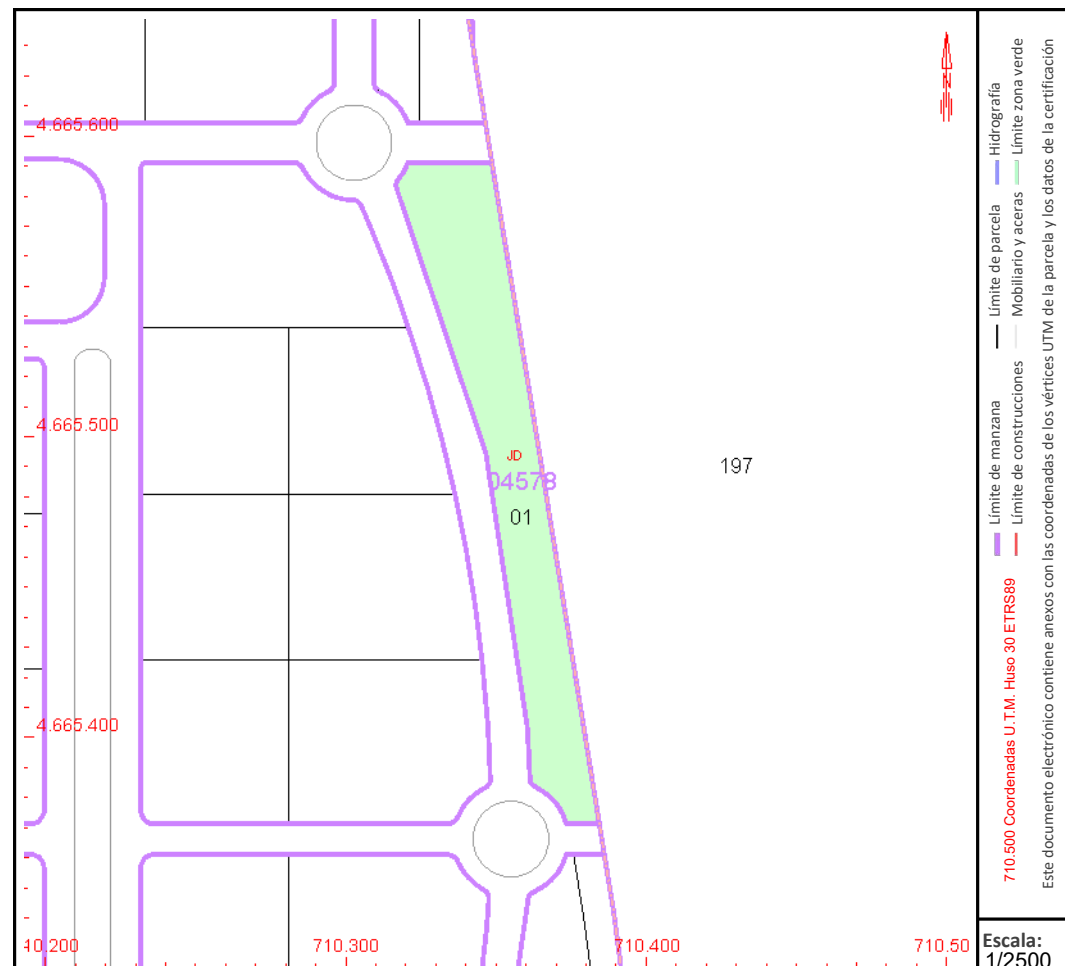 4.665.600
4.665.500
4.665.400
JD
04578
01
197
10.200
710.300
710.400
710.50
N
Hidrografía
Límite zona verde
Límite de parcela
Mobiliario y aceras
Límite de manzana
Límite de construcciones
710.500 Coordenadas U.T.M. Huso 30 ETRS89
Este documento electrónico contiene anexos con las coordenadas de los vértices UTM de la parcela y los datos de la certificación
Escala:
1/2500